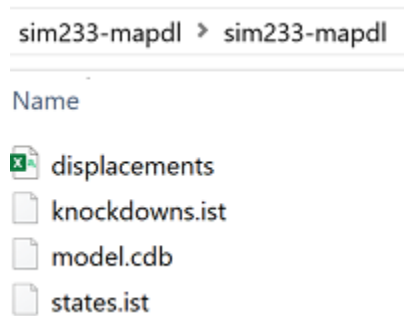 sim233-mapdl > sim233-mapdl
Name
displacements
knockdowns.ist
model.cdb
states.ist